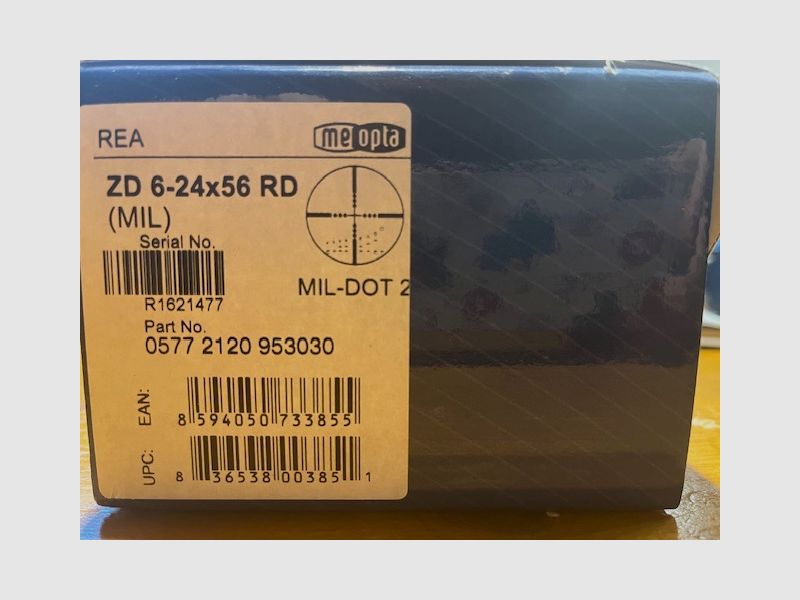 REA
meopta
ZD 6-24x56 RD
(MIL)
Serial No.
R1621477
MIL-DOT 2
Part No.
0577 2120 953030
EAN:
8 594050 733855
UPC:
8 36538 00385 1